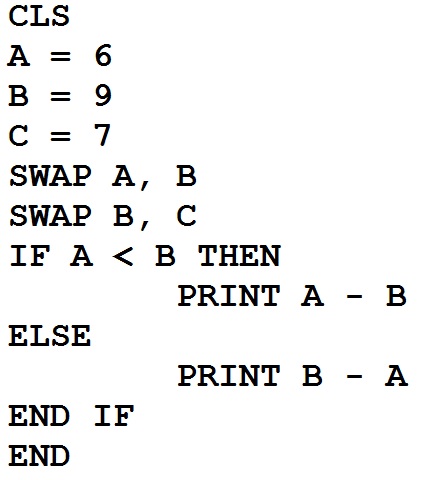 CLS
A = 6
B = 9
C = 7
SWAP A, B
SWAP B, C
IF A < B THEN
PRINT A - B
ELSE
PRINT B - A
END IF
END